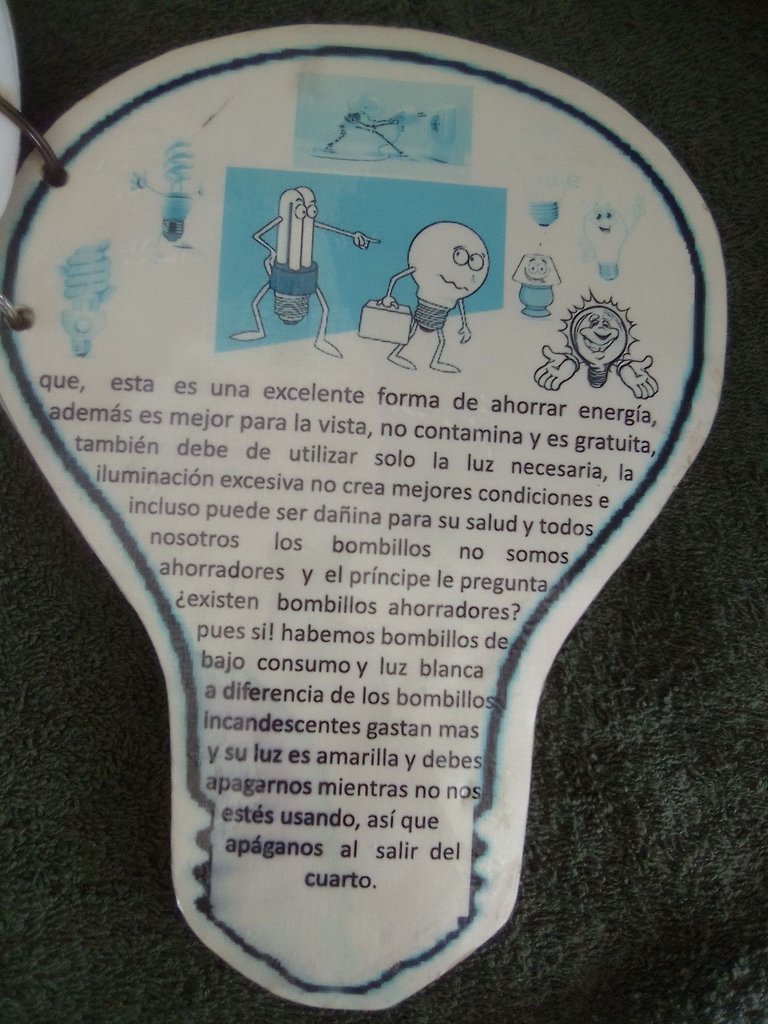 que, esta es una excelente forma de ahorrar energía,
además es mejor para la vista, no contamina y es gratuita,
también debe de utilizar solo la luz necesaria, la
iluminación excesiva no crea mejores condiciones e
incluso puede ser dañina para su salud y todos
nosotros los bombillos no somos
ahorradores y el príncipe le pregunta
¿existen bombillos ahorradores?
pues si! habemos bombillos de
bajo consumo y luz blanca
a diferencia de los bombillos
incandescentes gastan mas
y su luz es amarilla y debes
apagarnos mientras no nos
estés usando, así que
apáganos al salir del
cuarto.